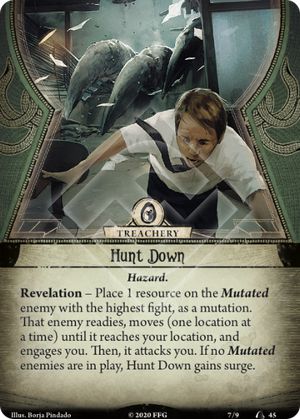 TREACHERY
Hunt Down
Hazard.
Revelation – Place 1 resource on the Mutated
enemy with the highest fight, as a mutation.
That enemy readies, moves (one location at
a time) until it reaches your location, and
engages you. Then, it attacks you. If no Mutated
enemies are in play, Hunt Down gains surge.
Illus. Borja Pindado © 2020 FFG 7/9 45